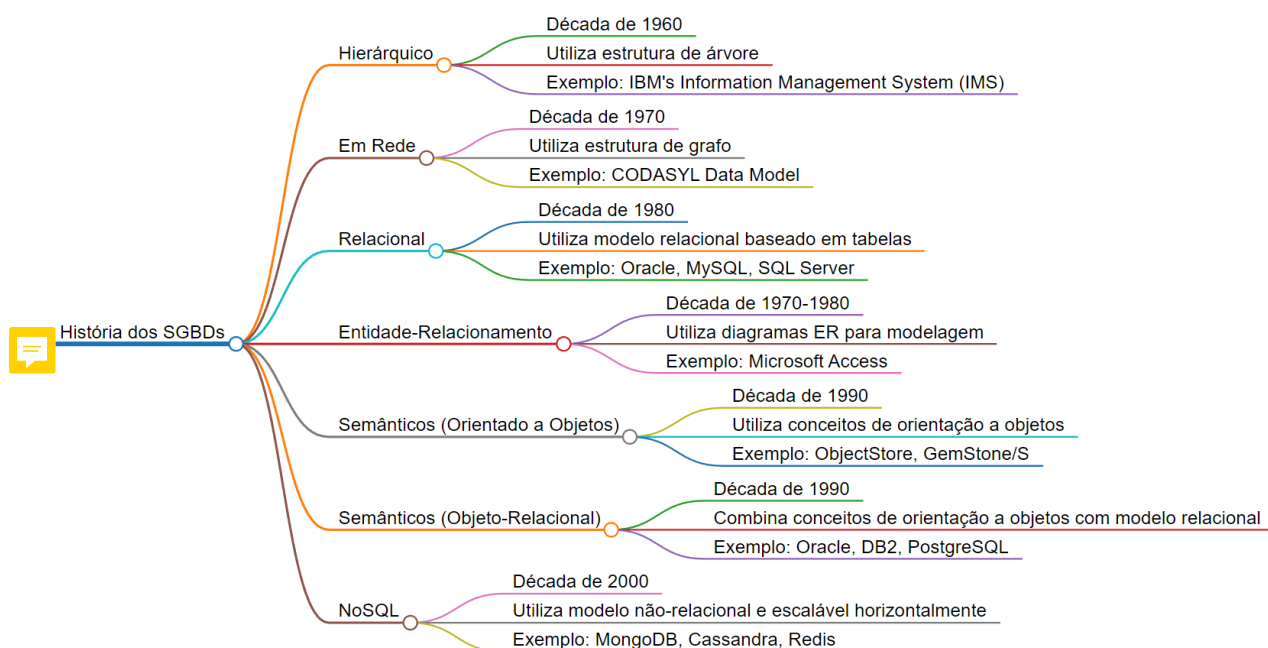 História dos SGBDs
Hierárquico
Década de 1960
Utiliza estrutura de árvore
Exemplo: IBM's Information Management System (IMS)
Em Rede
Década de 1970
Utiliza estrutura de grafo
Exemplo: CODASYL Data Model
Relacional
Década de 1980
Utiliza modelo relacional baseado em tabelas
Exemplo: Oracle, MySQL, SQL Server
Entidade-Relacionamento
Década de 1970-1980
Utiliza diagramas ER para modelagem
Exemplo: Microsoft Access
Semânticos (Orientado a Objetos)
Década de 1990
Utiliza conceitos de orientação a objetos
Exemplo: ObjectStore, GemStone/S
Semânticos (Objeto-Relacional)
Década de 1990
Combina conceitos de orientação a objetos com modelo relacional
Exemplo: Oracle, DB2, PostgreSQL
NoSQL
Década de 2000
Utiliza modelo não-relacional e escalável horizontalmente
Exemplo: MongoDB, Cassandra, Redis